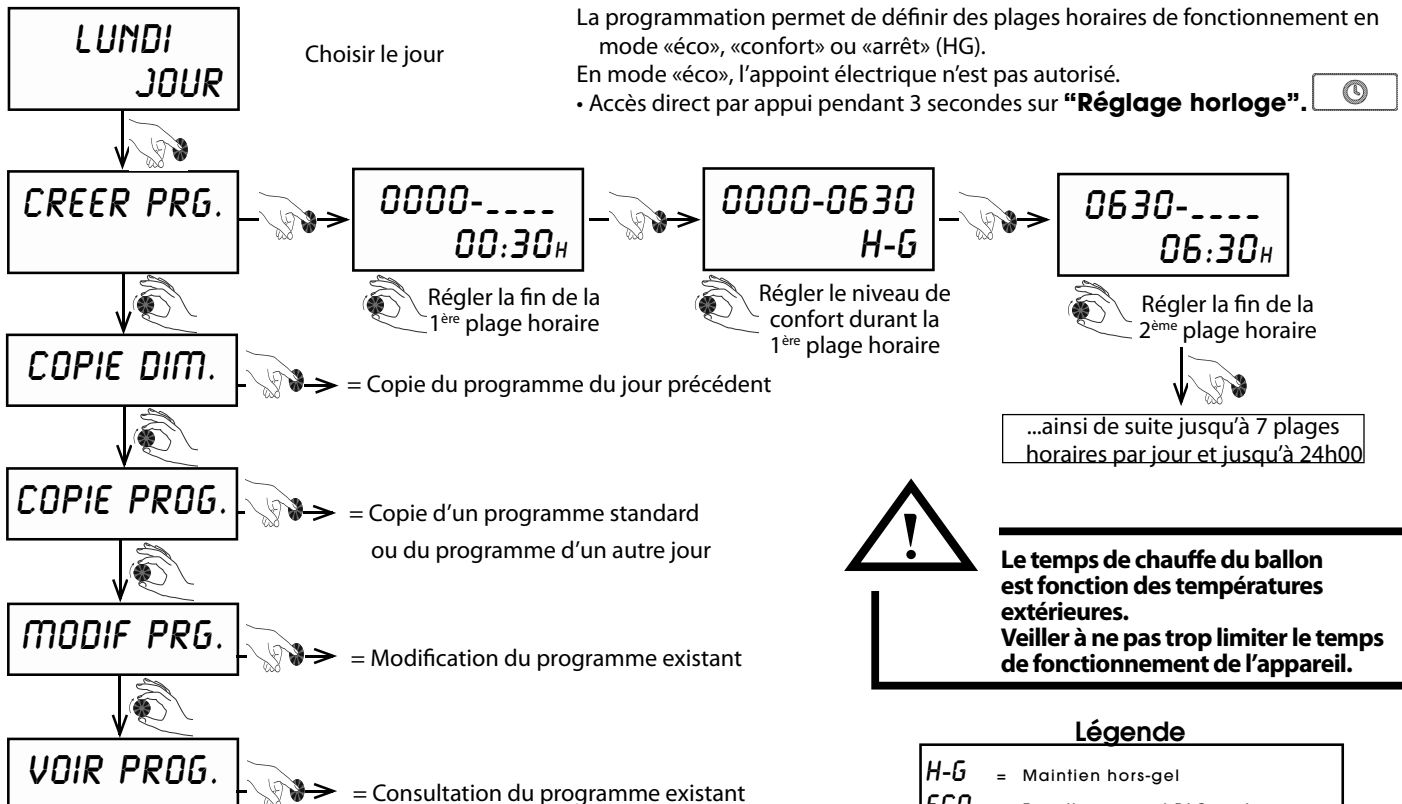 LUNDI
JOUR
Choisir le jour
La programmation permet de définir des plages horaires de fonctionnement en
mode «éco», «confort» ou «arrêt» (HG).
En mode «éco», l'appoint électrique n'est pas autorisé.
• Accès direct par appui pendant 3 secondes sur “Réglage horloge”.
CREER PRG.
0000-----
00:30H
Régler la fin de la
1ère plage horaire
0000-0630
H-G
Régler le niveau de
confort durant la
1ère plage horaire
0630-----
06:30H
Régler la fin de la
2ème plage horaire
...ainsi de suite jusqu'à 7 plages
horaires par jour et jusqu'à 24h00
COPIE DIM.
= Copie du programme du jour précédent
COPIE PROG.
= Copie d'un programme standard
ou du programme d'un autre jour
MODIF PRG.
= Modification du programme existant
VOIR PROG.
= Consultation du programme existant
!
Le temps de chauffe du ballon
est fonction des températures
extérieures.
Veiller à ne pas trop limiter le temps
de fonctionnement de l'appareil.
Légende
H-G = Maintien hors-gel
ECO =